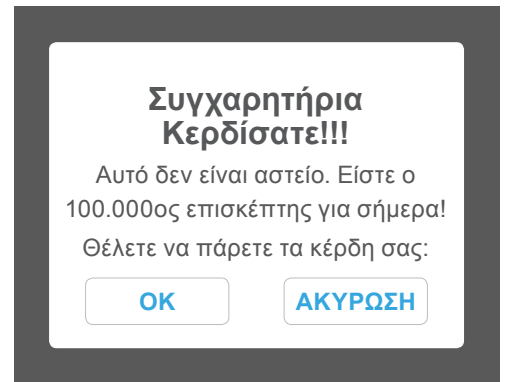 Συγχαρητήρια
Κερδίσατε!!!
Αυτό δεν είναι αστείο. Είστε ο
100.000ος επισκέπτης για σήμερα!
Θέλετε να πάρετε τα κέρδη σας:
ΟΚ
ΑΚΥΡΩΣΗ